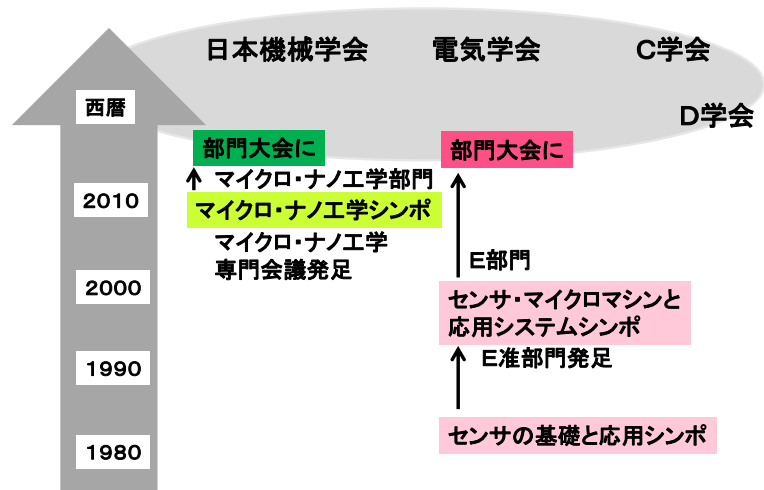 日本機械学会
電気学会
C学会
D学会
西暦
部門大会に
部門大会に
マイクロ・ナノ工学部門
2010
マイクロ・ナノ工学シンポ
マイクロ・ナノ工学
専門会議発足
E部門
2000
センサ・マイクロマシンと
応用システムシンポ
E准部門発足
1990
センサの基礎と応用シンポ
1980